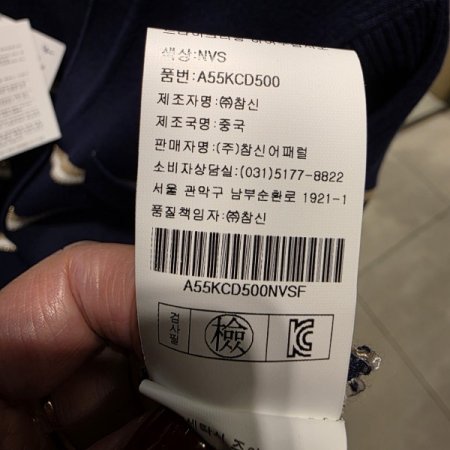 색상:NVS
품번:A55KCD500
제조자명:㈜참신
제조국명:중국
판매자명:(주)참신어패럴
소비자상담실:(031)5177-8822
서울 관악구 남부순환로 1921-1
품질책임자:㈜참신
A55KCD500NVSF
검사필
檢
KC